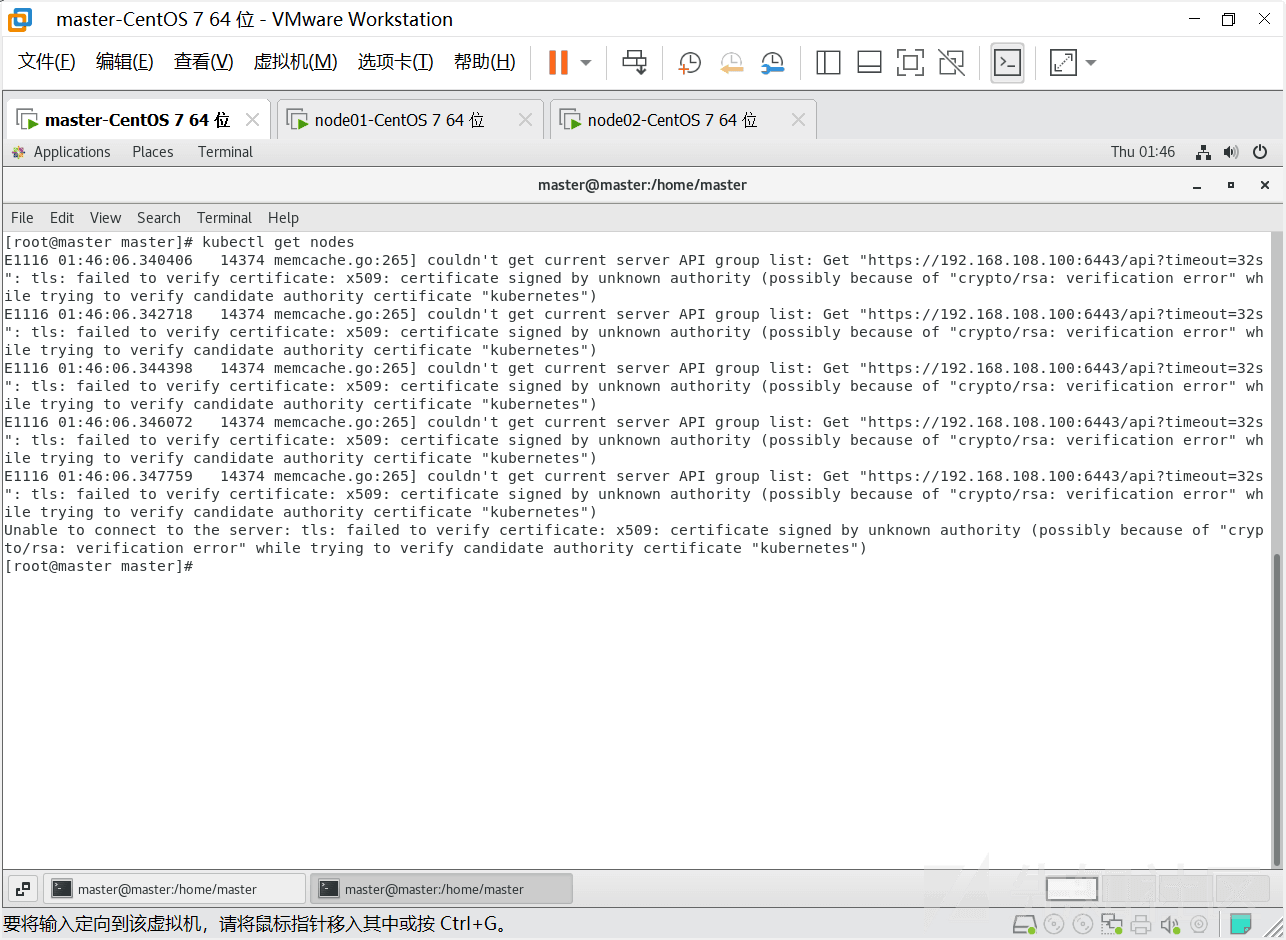 master-CentOS 7 64 位 - VMware Workstation
文件(F) 编辑(E) 查看(V) 虚拟机(M) 选项卡(T) 帮助(H)
master-CentOS 7 64 位 node01-CentOS 7 64 位 node02-CentOS 7 64 位
Applications Places Terminal Thu 01:46
master@master:/home/master
File Edit View Search Terminal Help
[root@master master]# kubectl get nodes
E1116 01:46:06.340406   14374 memcache.go:265] couldn't get current server API group list: Get "https://192.168.108.100:6443/api?timeout=32s
": tls: failed to verify certificate: x509: certificate signed by unknown authority (possibly because of "crypto/rsa: verification error" wh
ile trying to verify candidate authority certificate "kubernetes")
E1116 01:46:06.342718   14374 memcache.go:265] couldn't get current server API group list: Get "https://192.168.108.100:6443/api?timeout=32s
": tls: failed to verify certificate: x509: certificate signed by unknown authority (possibly because of "crypto/rsa: verification error" wh
ile trying to verify candidate authority certificate "kubernetes")
E1116 01:46:06.344398   14374 memcache.go:265] couldn't get current server API group list: Get "https://192.168.108.100:6443/api?timeout=32s
": tls: failed to verify certificate: x509: certificate signed by unknown authority (possibly because of "crypto/rsa: verification error" wh
ile trying to verify candidate authority certificate "kubernetes")
E1116 01:46:06.346072   14374 memcache.go:265] couldn't get current server API group list: Get "https://192.168.108.100:6443/api?timeout=32s
": tls: failed to verify certificate: x509: certificate signed by unknown authority (possibly because of "crypto/rsa: verification error" wh
ile trying to verify candidate authority certificate "kubernetes")
E1116 01:46:06.347759   14374 memcache.go:265] couldn't get current server API group list: Get "https://192.168.108.100:6443/api?timeout=32s
": tls: failed to verify certificate: x509: certificate signed by unknown authority (possibly because of "crypto/rsa: verification error" wh
ile trying to verify candidate authority certificate "kubernetes")
Unable to connect to the server: tls: failed to verify certificate: x509: certificate signed by unknown authority (possibly because of "cryp
to/rsa: verification error" while trying to verify candidate authority certificate "kubernetes")
[root@master master]#
master@master:/home/master master@master:/home/master
要将输入定向到该虚拟机，请将鼠标指针移入其中或按 Ctrl+G。